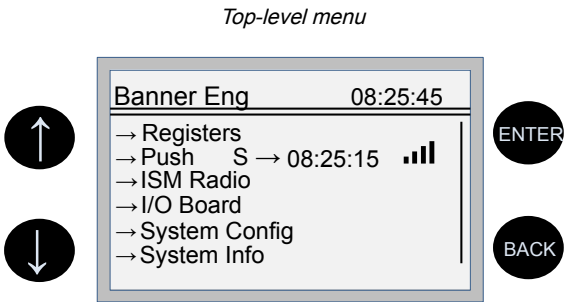 Top-level menu
Banner Eng 08:25:45
→ Registers
→ Push S → 08:25:15
→ ISM Radio
→ I/O Board
→ System Config
→ System Info
↑
↓
ENTER
BACK